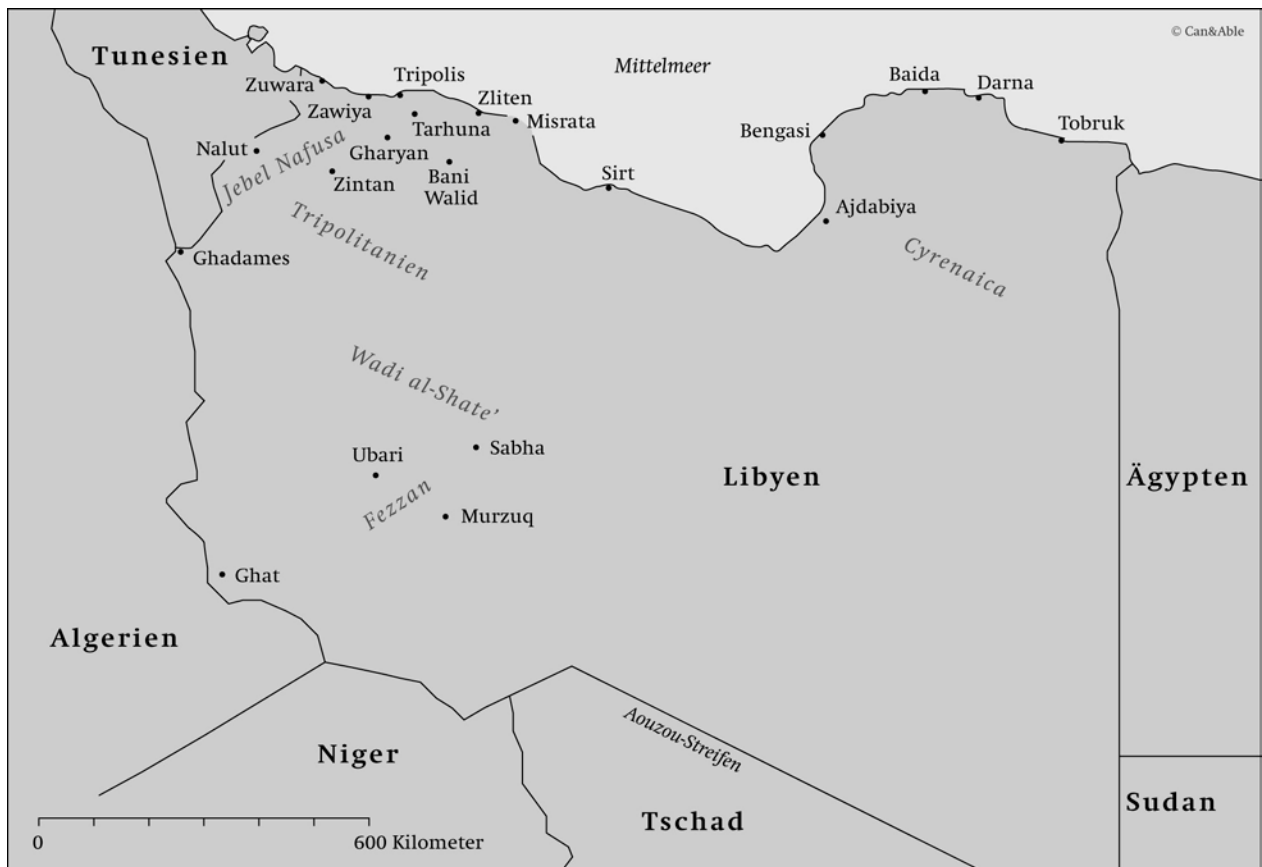 © Can&Able
Tunesien
Mittelmeer
Zuwara
Tripolis
Zawiya
Zliten
Baida
Darna
Tarhuna
Misrata
Bengasi
Tobruk
Nalut
Jebel Nafusa
Gharyan
Zintan
Bani
Walid
Sirt
Ajdabiya
Tripolitanien
Ghadames
Cyrenaica
Wadi al-Shate’
Ubari
Sabha
Libyen
Ägypten
Fezzan
Murzuq
Ghat
Algerien
Aouzou-Streifen
Niger
Tschad
Sudan
0
600 Kilometer